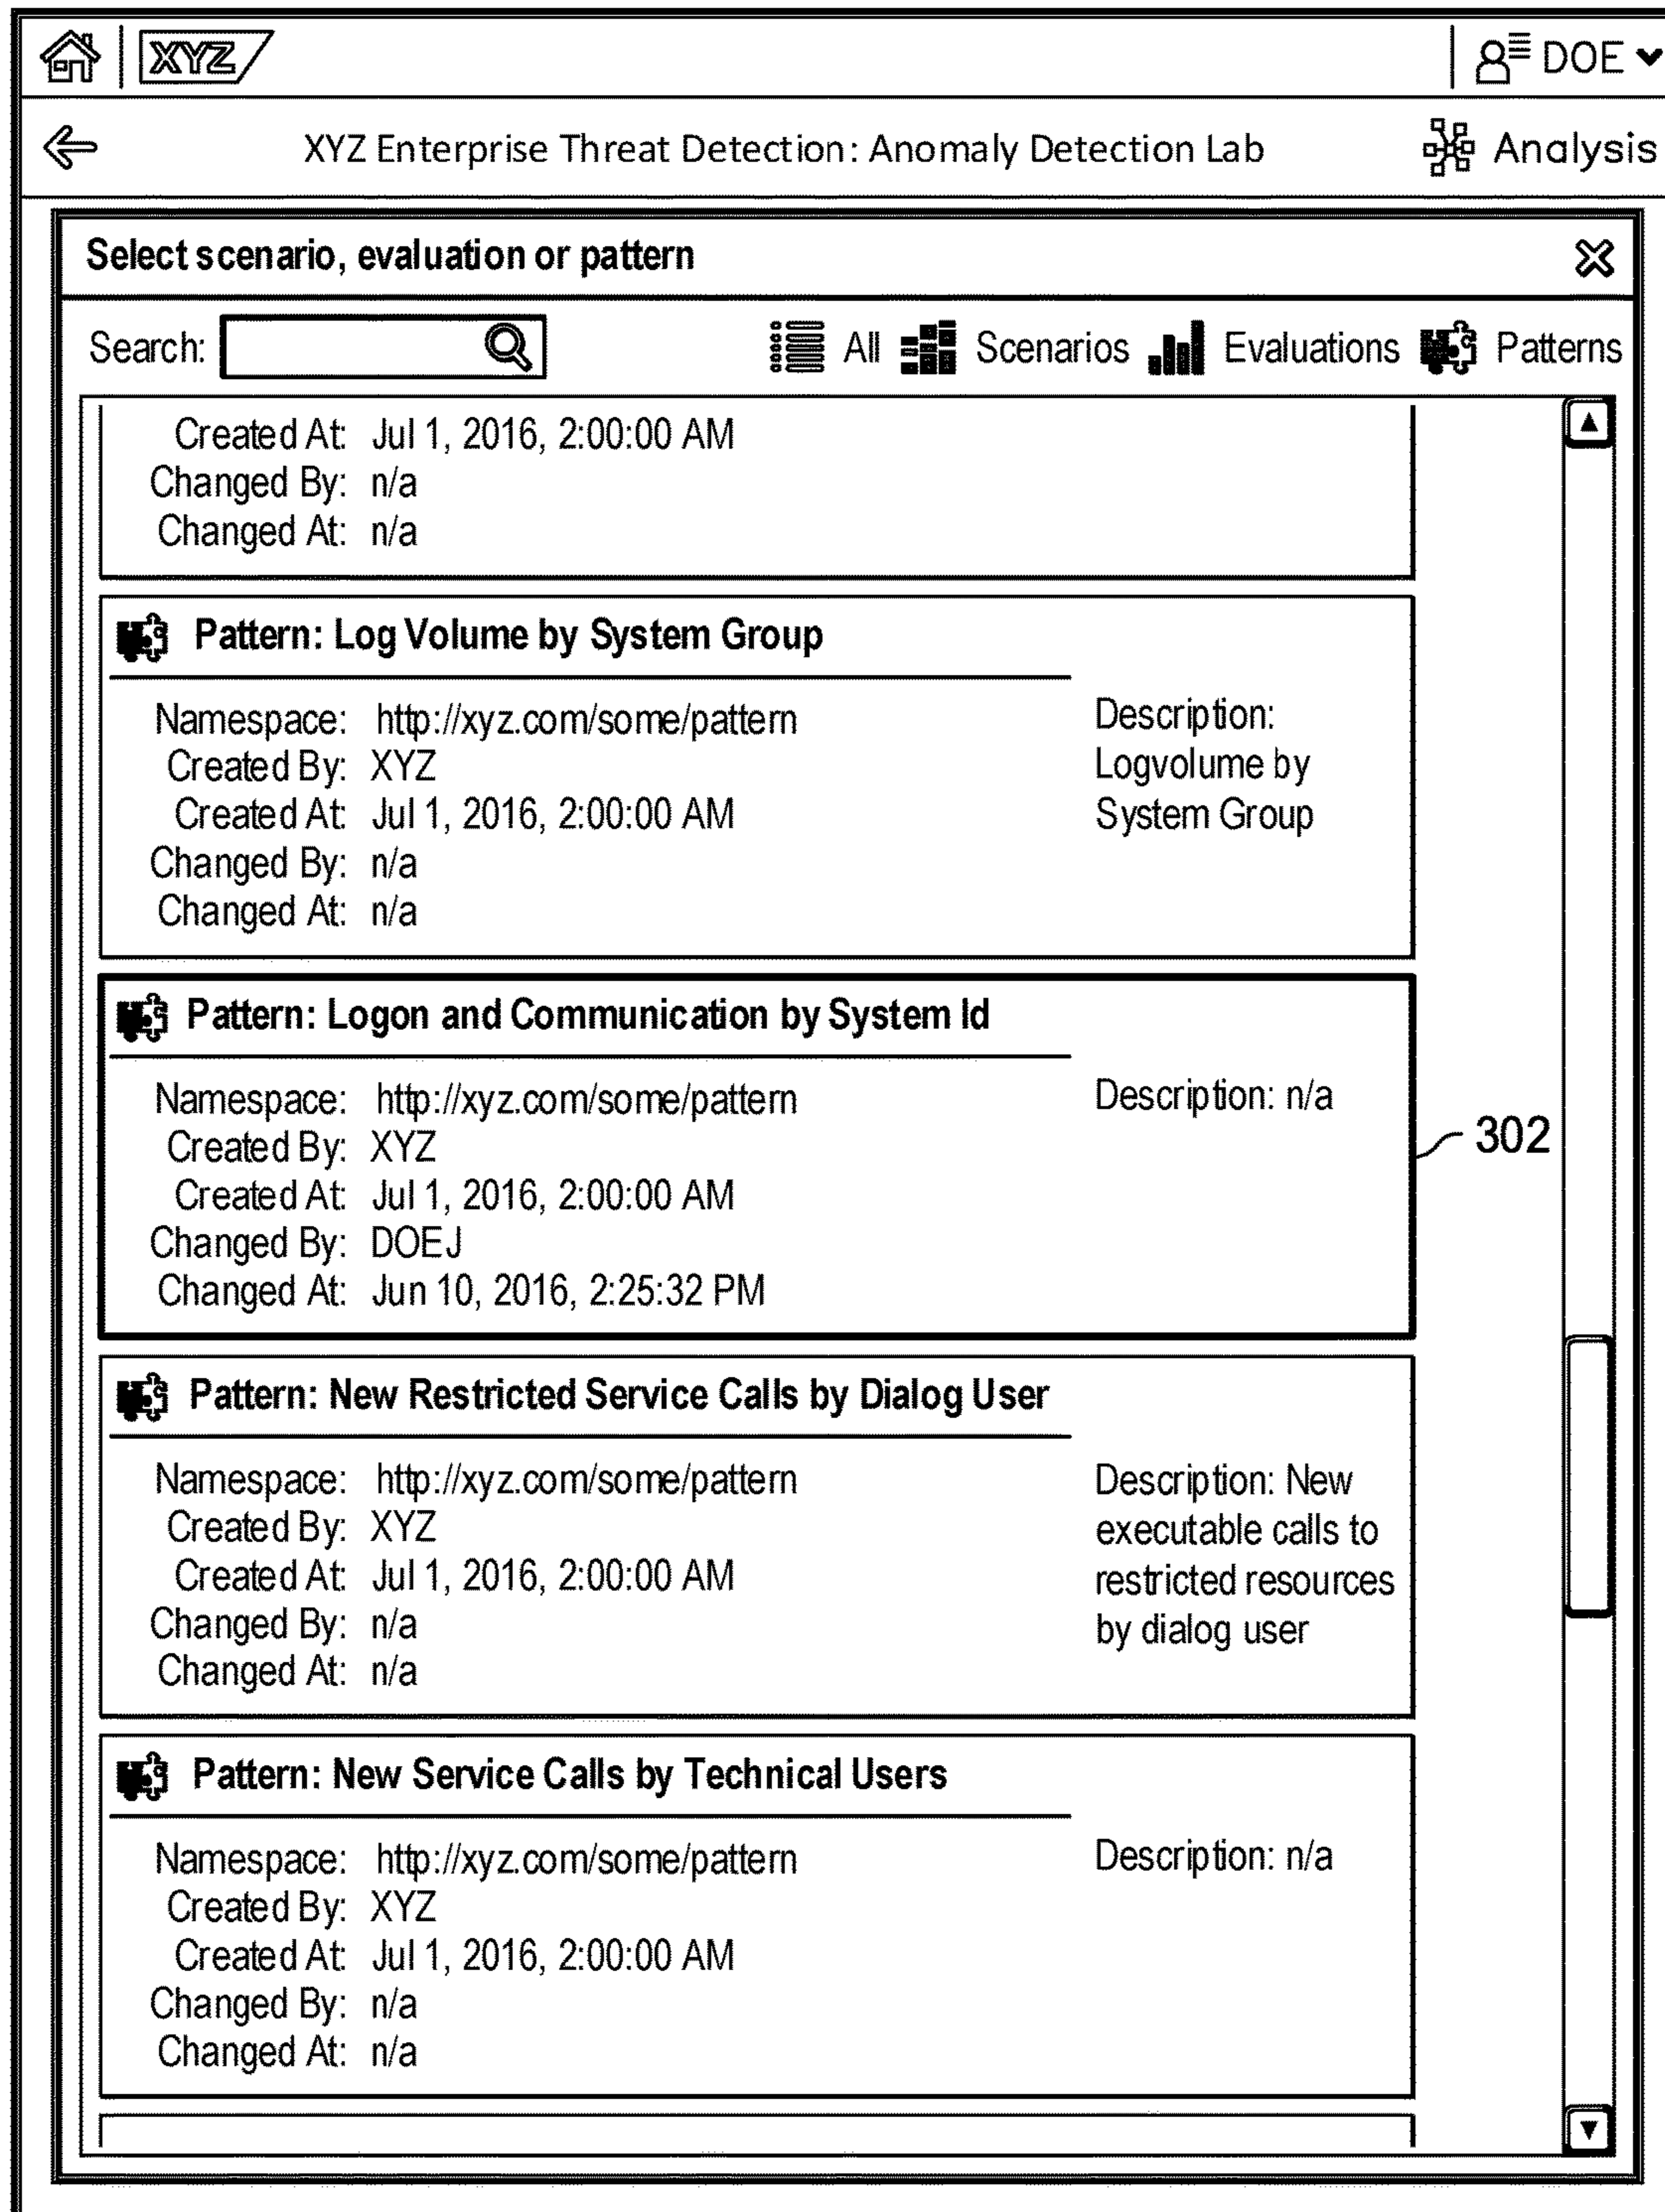 XYZ DOE
XYZ Enterprise Threat Detection: Anomaly Detection Lab Analysis
Select scenario, evaluation or pattern
Search: All Scenarios Evaluations Patterns
Created At: Jul 1, 2016, 2:00:00 AM
Changed By: n/a
Changed At: n/a
Pattern: Log Volume by System Group
Namespace: http://xyz.com/some/pattern
Created By: XYZ
Created At: Jul 1, 2016, 2:00:00 AM
Changed By: n/a
Changed At: n/a
Description:
Logvolume by
System Group
Pattern: Logon and Communication by System Id
Namespace: http://xyz.com/some/pattern
Created By: XYZ
Created At: Jul 1, 2016, 2:00:00 AM
Changed By: DOEJ
Changed At: Jun 10, 2016, 2:25:32 PM
Description: n/a
302
Pattern: New Restricted Service Calls by Dialog User
Namespace: http://xyz.com/some/pattern
Created By: XYZ
Created At: Jul 1, 2016, 2:00:00 AM
Changed By: n/a
Changed At: n/a
Description: New
executable calls to
restricted resources
by dialog user
Pattern: New Service Calls by Technical Users
Namespace: http://xyz.com/some/pattern
Created By: XYZ
Created At: Jul 1, 2016, 2:00:00 AM
Changed By: n/a
Changed At: n/a
Description: n/a